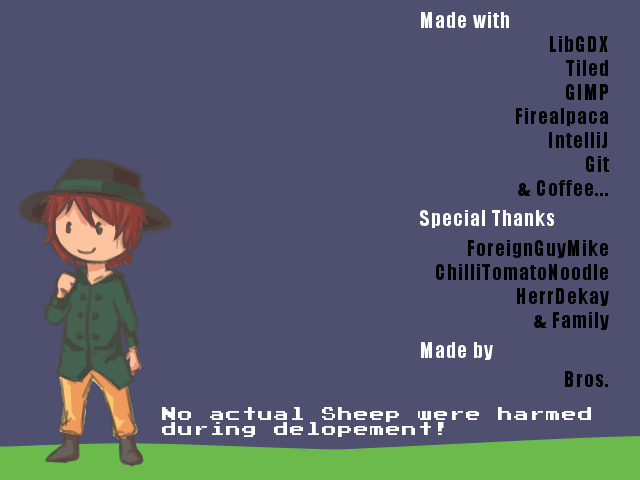 Made with
LibGDX
Tiled
GIMP
Firealpaca
IntelliJ
Git
& Coffee...
Special Thanks
ForeignGuyMike
ChilliTomatoNoodle
HerrDekay
& Family
Made by
Bros.
No actual Sheep were harmed
during delopement!